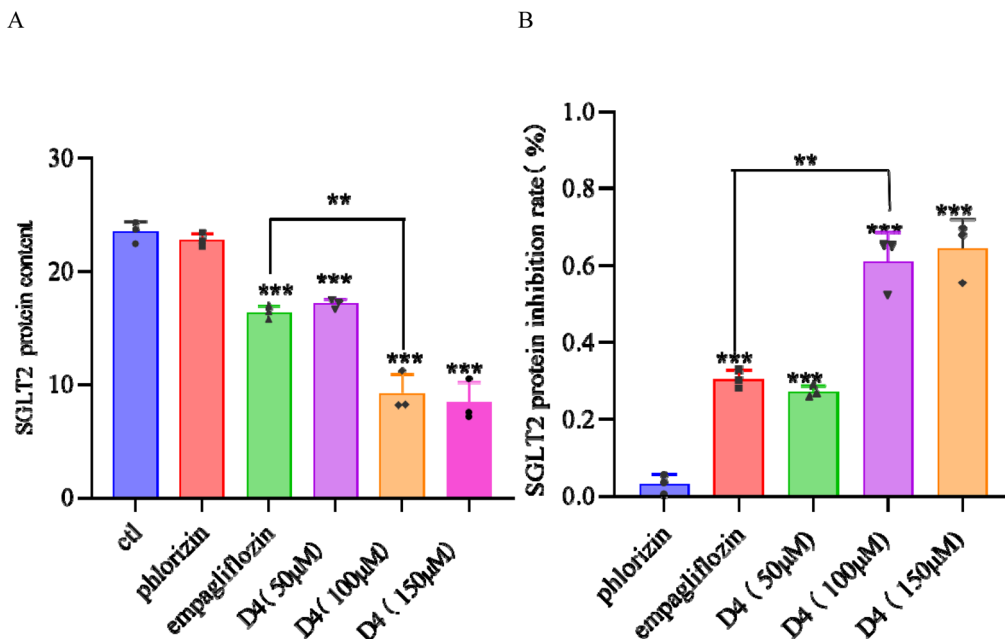 A
B
SGLT2 protein content
30
20
10
0
**
***
***
***
***
ctl
phlorizin
empagliflozin
D4( 50μM)
D4( 100μM)
D4 ( 150μM)
SGLT2 protein inhibition rate( %)
1.0
0.8
0.6
0.4
0.2
0.0
**
***
***
***
***
phlorizin
empagliflozin
D4 ( 50μM)
D4 ( 100μM)
D4 ( 150μM)